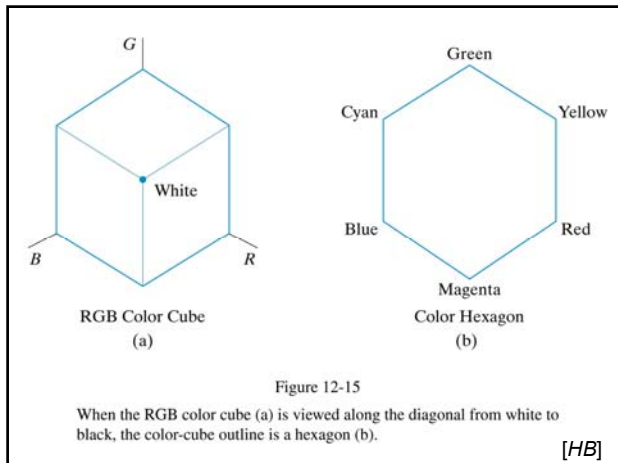 G
White
B
R
RGB Color Cube
(a)
Green
Cyan
Yellow
Blue
Red
Magenta
Color Hexagon
(b)
Figure 12-15
When the RGB color cube (a) is viewed along the diagonal from white to
black, the color-cube outline is a hexagon (b).
[HB]